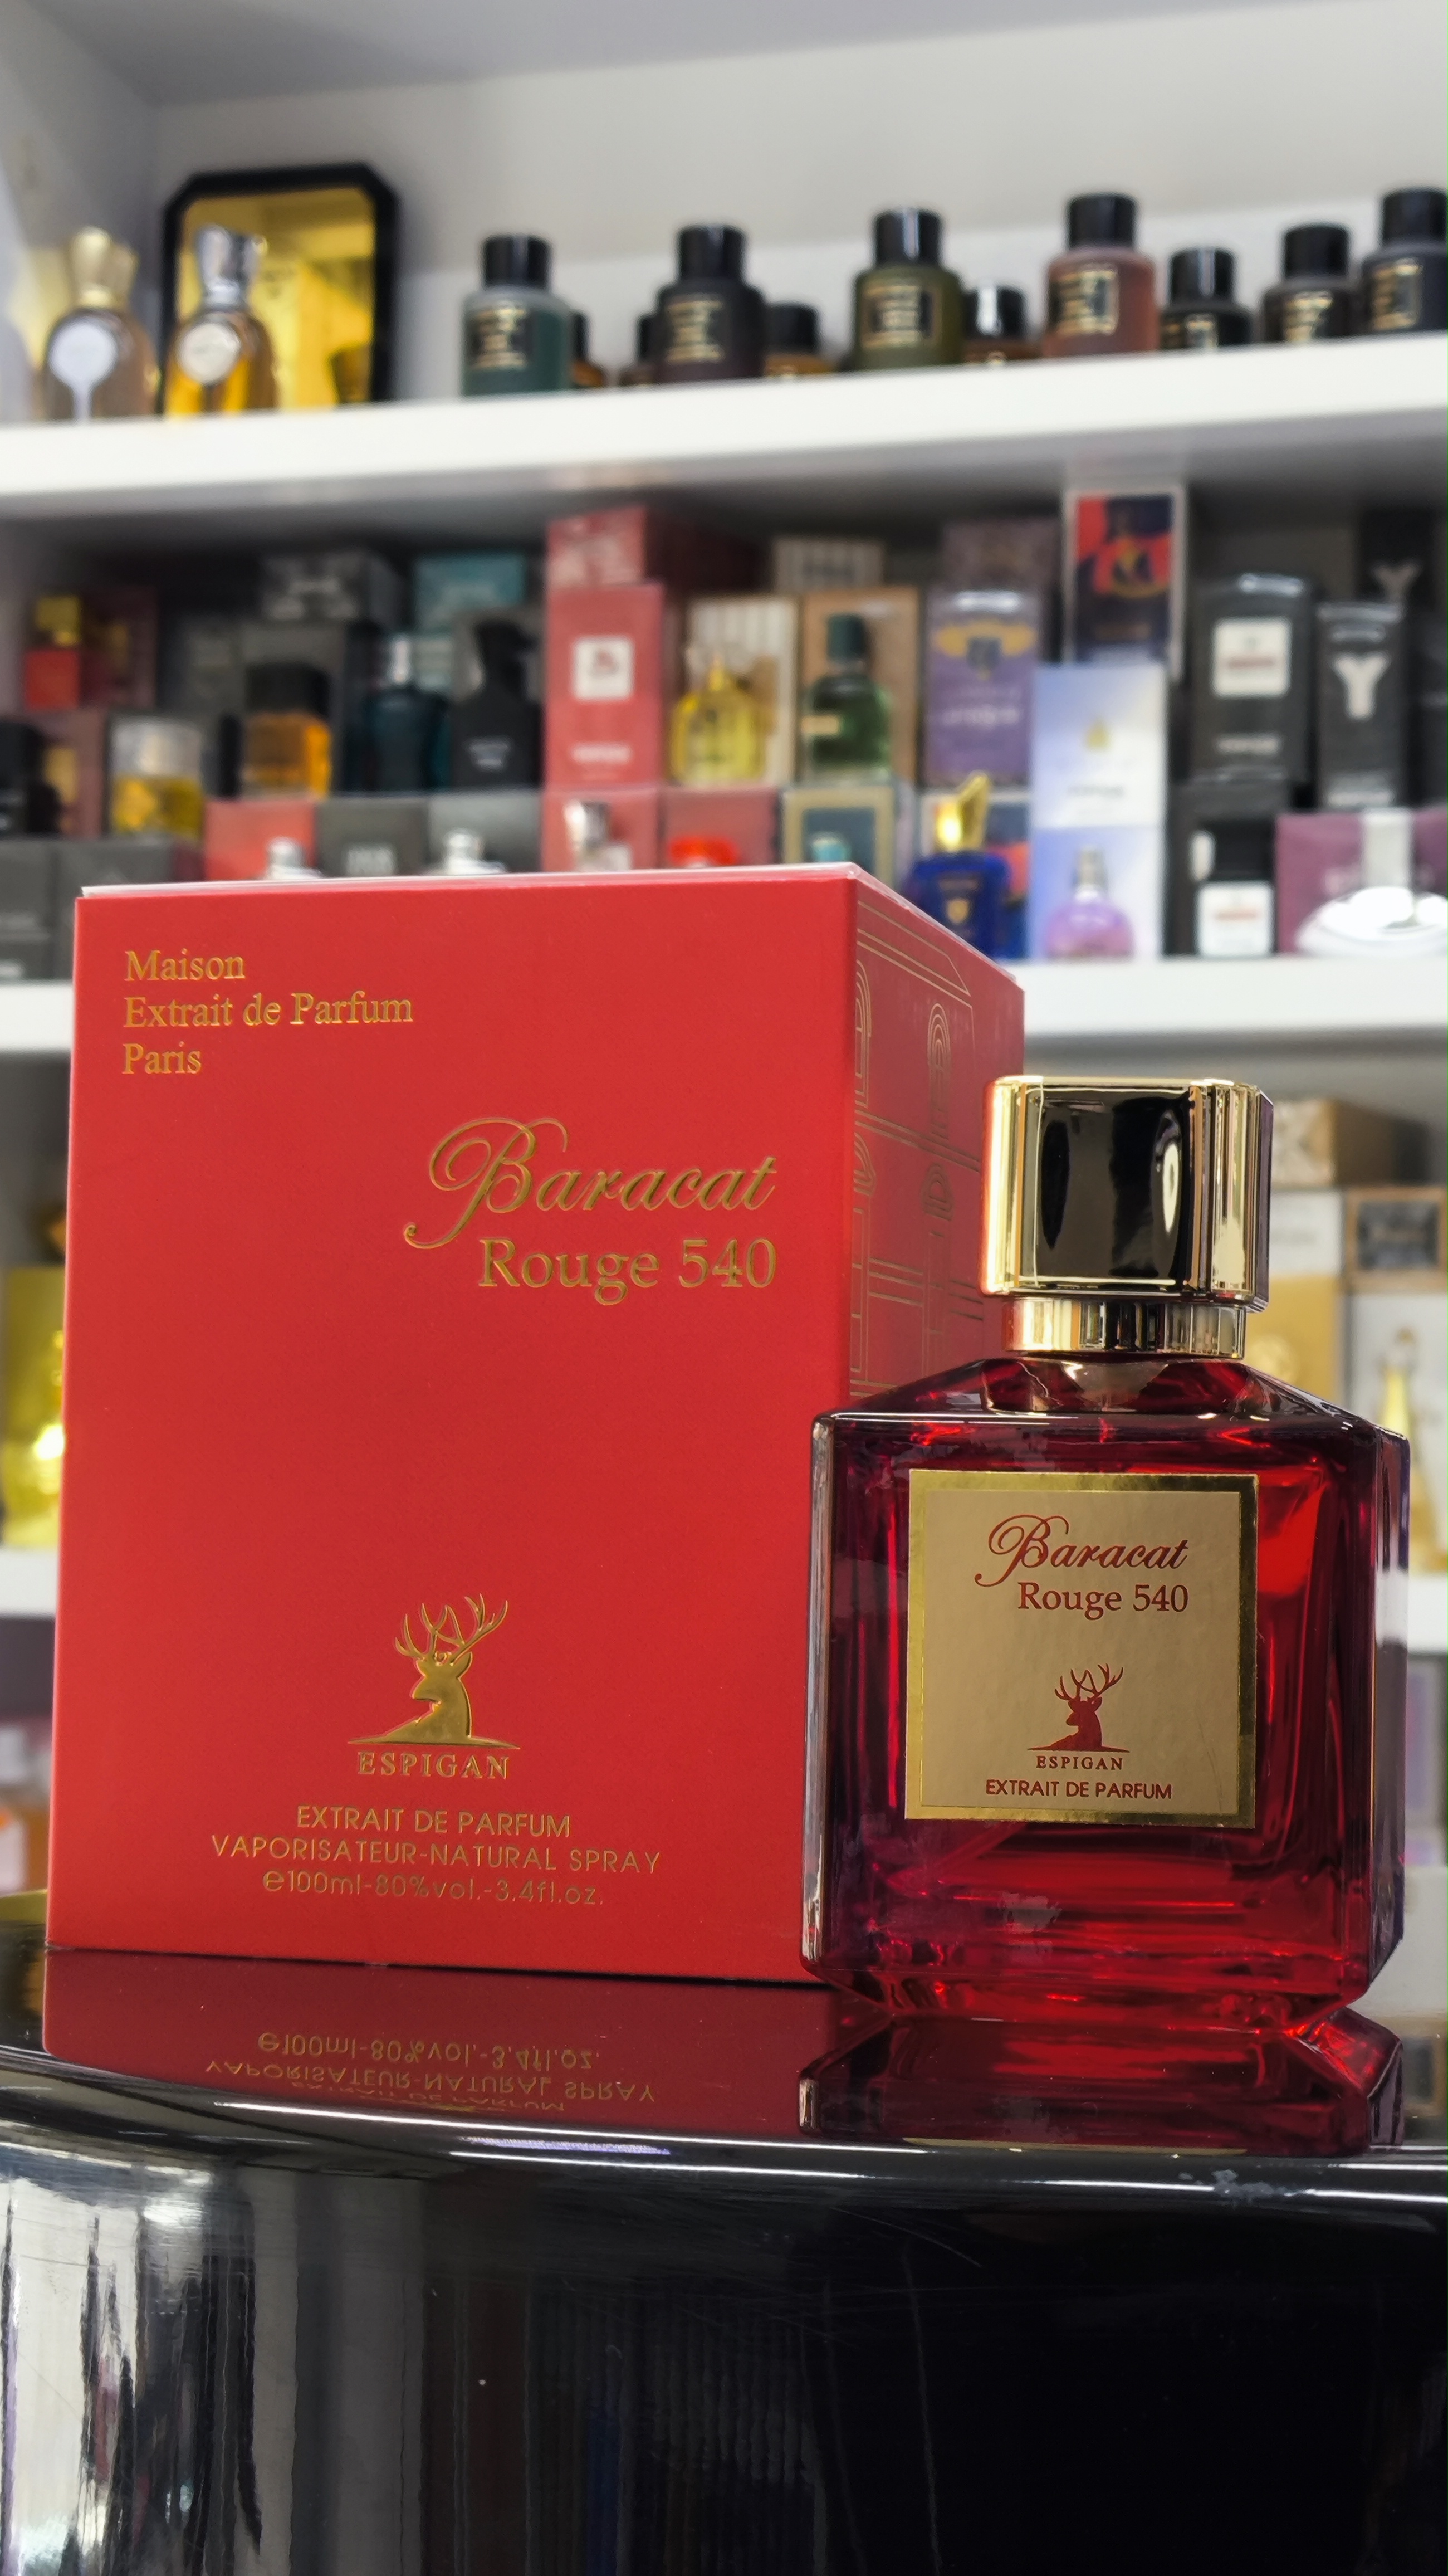 Maison
Extrait de Parfum
Paris
Baracat
Rouge 540
ESPIGAN
EXTRAIT DE PARFUM
VAPORISATEUR-NATURAL SPRAY
℮100ml-80%vol.-3.4fl.oz.
Baracat
Rouge 540
ESPIGAN
EXTRAIT DE PARFUM
Y